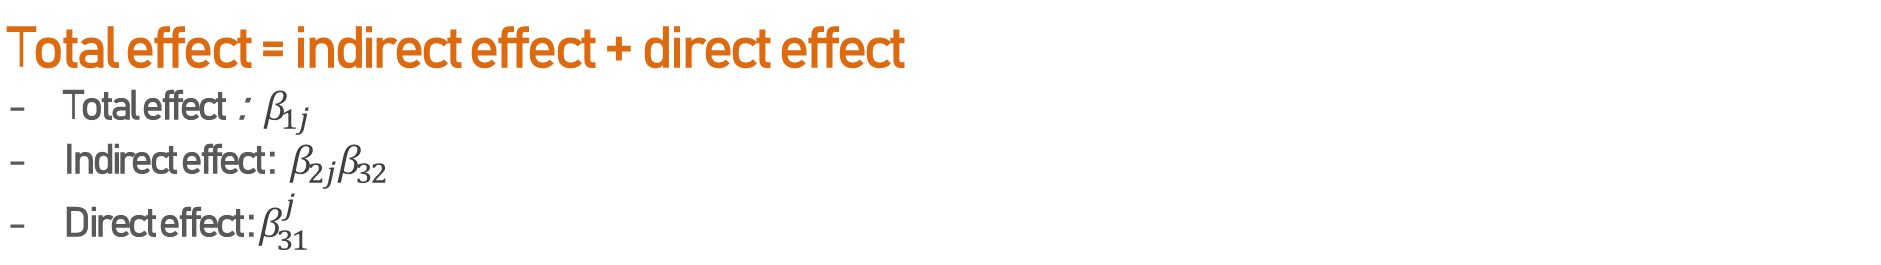 Total effect = indirect effect + direct effect
- Total effect : β₁ⱼ
- Indirect effect: β₂ⱼβ₃₂
- Direct effect: β₃₁ʲ